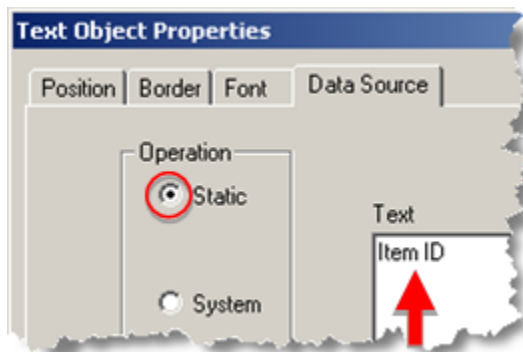 Text Object Properties
Position Border Font Data Source
Operation
Static
Text
Item ID
System